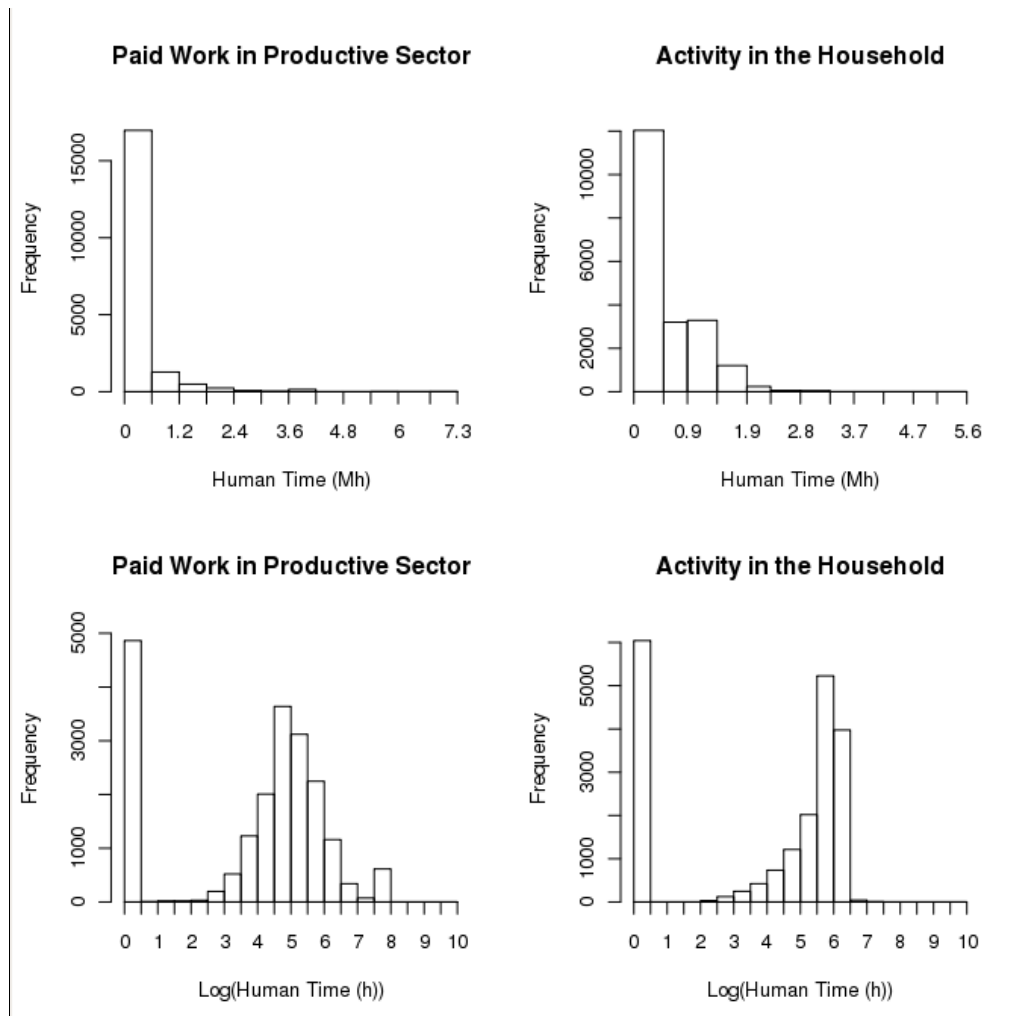 Paid Work in Productive Sector
Frequency
15000
10000
5000
0
0 1.2 2.4 3.6 4.8 6 7.3
Human Time (Mh)
Activity in the Household
Frequency
10000
6000
2000
0
0 0.9 1.9 2.8 3.7 4.7 5.6
Human Time (Mh)
Paid Work in Productive Sector
Frequency
5000
3000
1000
0
0 1 2 3 4 5 6 7 8 9 10
Log(Human Time (h))
Activity in the Household
Frequency
5000
3000
1000
0
0 1 2 3 4 5 6 7 8 9 10
Log(Human Time (h))